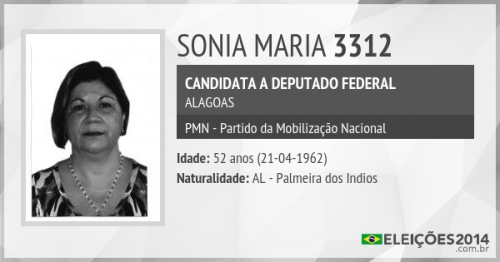 SONIA MARIA 3312
CANDIDATA A DEPUTADO FEDERAL
ALAGOAS
PMN - Partido da Mobilização Nacional
Idade: 52 anos (21-04-1962)
Naturalidade: AL - Palmeira dos Indios
ELEIÇÕES2014
.com.br